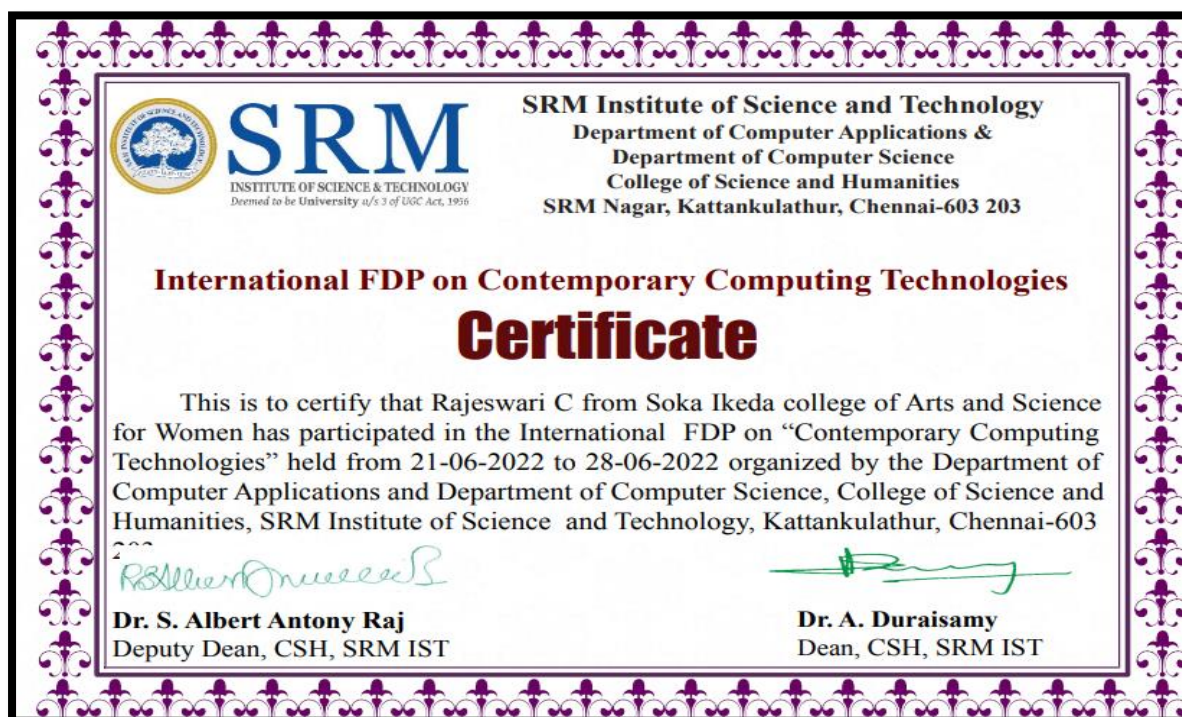 SRM
INSTITUTE OF SCIENCE & TECHNOLOGY
Deemed to be University u/s 3 of UGC Act, 1956
SRM Institute of Science and Technology
Department of Computer Applications &
Department of Computer Science
College of Science and Humanities
SRM Nagar, Kattankulathur, Chennai-603 203
International FDP on Contemporary Computing Technologies
Certificate
This is to certify that Rajeswari C from Soka Ikeda college of Arts and Science
for Women has participated in the International FDP on “Contemporary Computing
Technologies” held from 21-06-2022 to 28-06-2022 organized by the Department of
Computer Applications and Department of Computer Science, College of Science and
Humanities, SRM Institute of Science and Technology, Kattankulathur, Chennai-603
Dr. S. Albert Antony Raj
Deputy Dean, CSH, SRM IST
Dr. A. Duraisamy
Dean, CSH, SRM IST